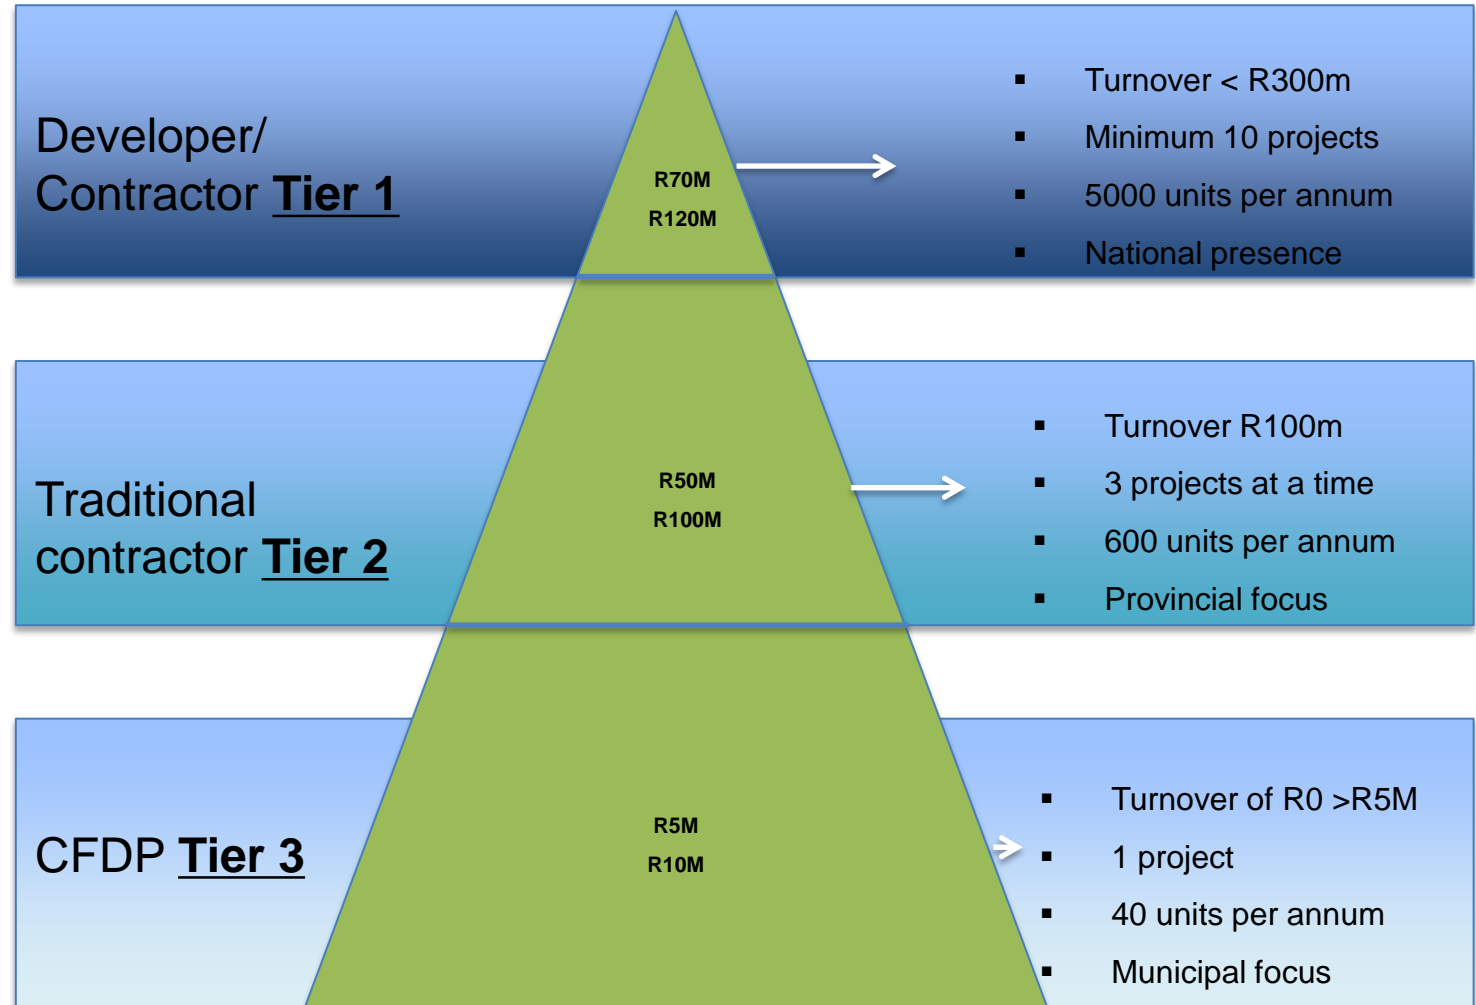 Developer/
Contractor Tier 1
R70M
R120M
▪ Turnover < R300m
▪ Minimum 10 projects
▪ 5000 units per annum
▪ National presence
Traditional
contractor Tier 2
R50M
R100M
▪ Turnover R100m
▪ 3 projects at a time
▪ 600 units per annum
▪ Provincial focus
CFDP Tier 3
R5M
R10M
▪ Turnover of R0 >R5M
▪ 1 project
▪ 40 units per annum
▪ Municipal focus